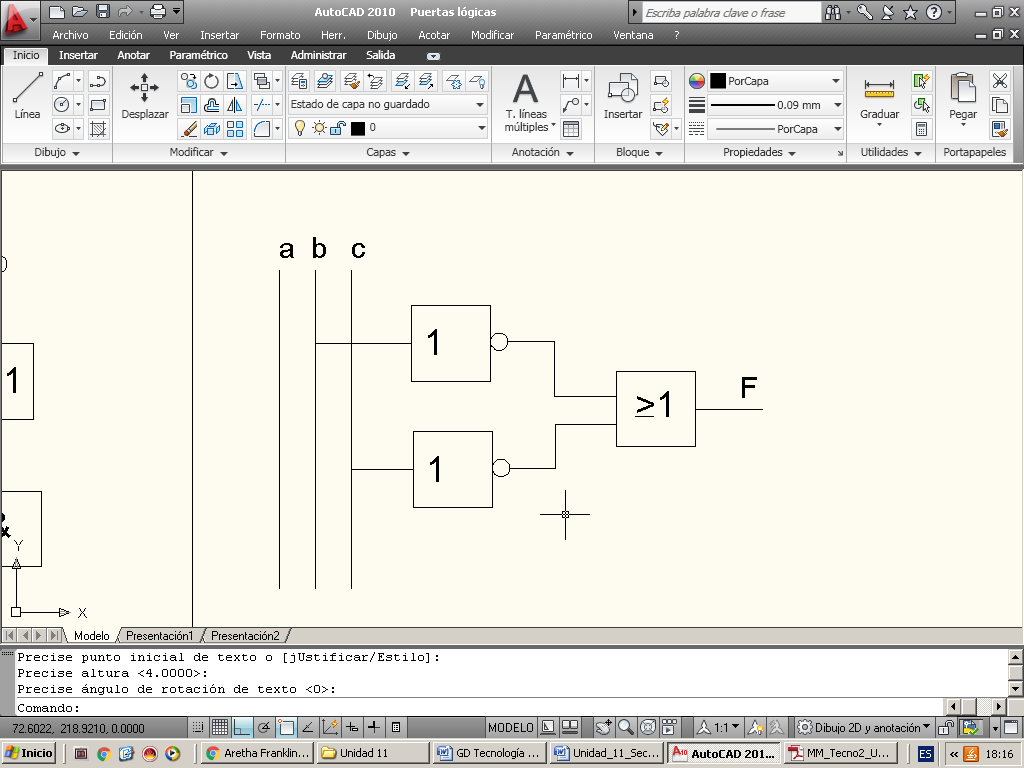 AutoCAD 2010 Puertas lógicas
Escriba palabra clave o frase
Archivo Edición Ver Insertar Formato Herr. Dibujo Acotar Modificar Paramétrico Ventana ?
Inicio Insertar Anotar Paramétrico Vista Administrar Salida
Línea
Desplazar
Estado de capa no guardado
0
T. líneas
múltiples
Insertar
PorCapa
0.09 mm
PorCapa
Graduar
Pegar
Dibujo Modificar Capas Anotación Bloque Propiedades Utilidades Portapapeles
a b c
1
1
≥1
F
1
&
Y
X
Modelo Presentación1 Presentación2
Precise punto inicial de texto o [jUstificar/Estilo]:
Precise altura <4.0000>:
Precise ángulo de rotación de texto <0>:
Comando:
72.6022, 218.9210, 0.0000 MODELO 1:1 Dibujo 2D y anotación
Inicio Aretha Franklin... Unidad 11 GD Tecnología ... Unidad_11_Sec... AutoCAD 201... MM_Tecno2_U... ES « 18:16